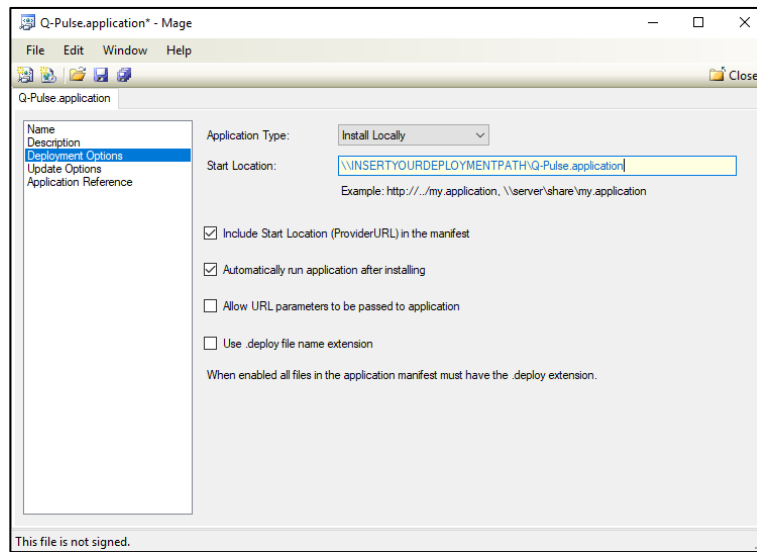 Q-Pulse.application* - Mage
File Edit Window Help
Close
Q-Pulse.application
Name
Description
Deployment Options
Update Options
Application Reference
Application Type: Install Locally
Start Location: \\INSERTYOURDEPLOYMENTPATH\Q-Pulse.application
Example: http://../my.application, \\server\share\my.application
Include Start Location (ProviderURL) in the manifest
Automatically run application after installing
Allow URL parameters to be passed to application
Use .deploy file name extension
When enabled all files in the application manifest must have the .deploy extension.
This file is not signed.